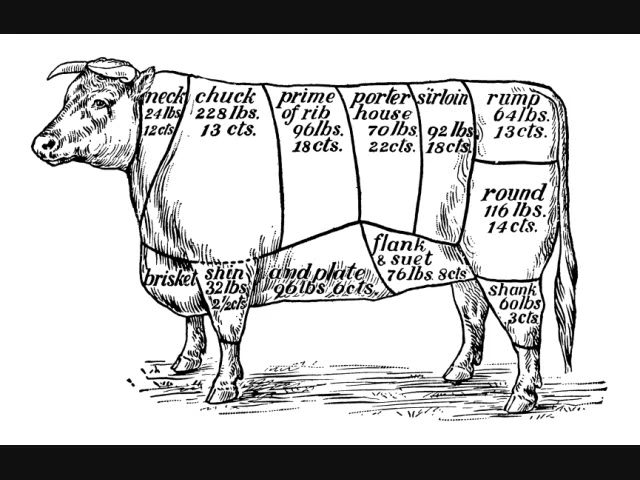 neck
24 lbs
12 cts.
chuck
228 lbs.
13 cts.
prime
of rib
96 lbs.
18 cts.
porter
house
70 lbs.
22 cts.
sirloin
92 lbs
18 cts.
rump
64 lbs.
13 cts.
round
116 lbs.
14 cts.
flank
& suet
76 lbs. 8 cts.
brisket
shin
32 lbs
2 1/2 cts.
and plate
96 lbs 6 cts.
shank
60 lbs
3 cts.